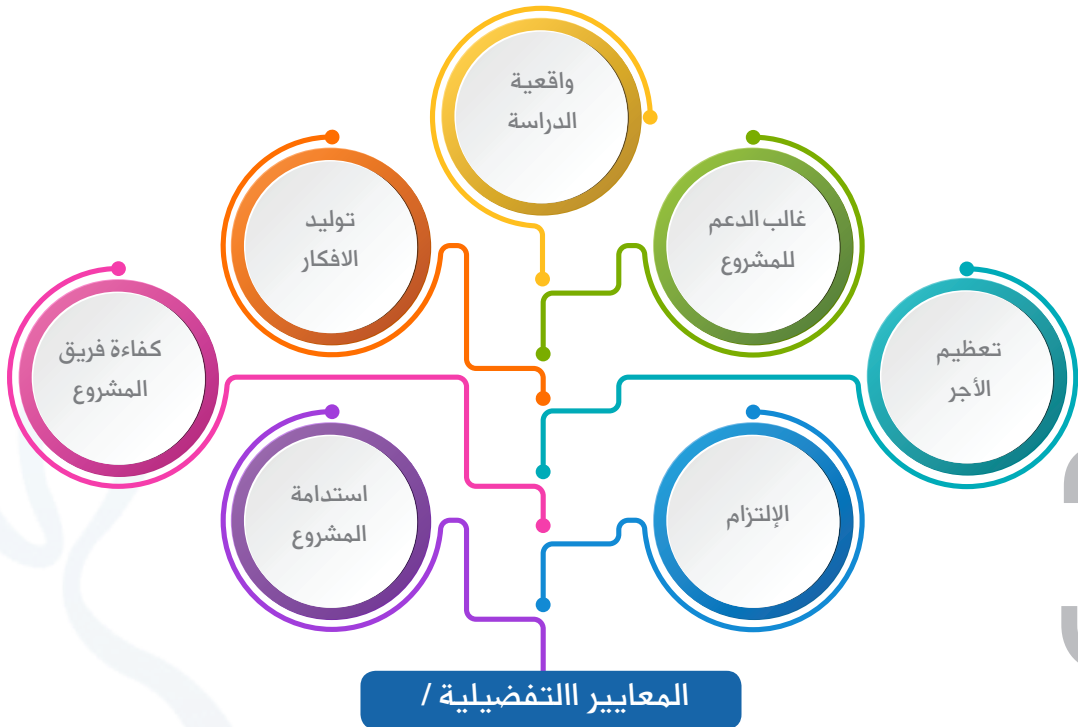 واقعية
الدراسة
غالب الدعم
للمشروع
توليد
الافكار
تعظيم
الأجر
كفاءة فريق
المشروع
الإلتزام
استدامة
المشروع
المعايير االتفضيلية /